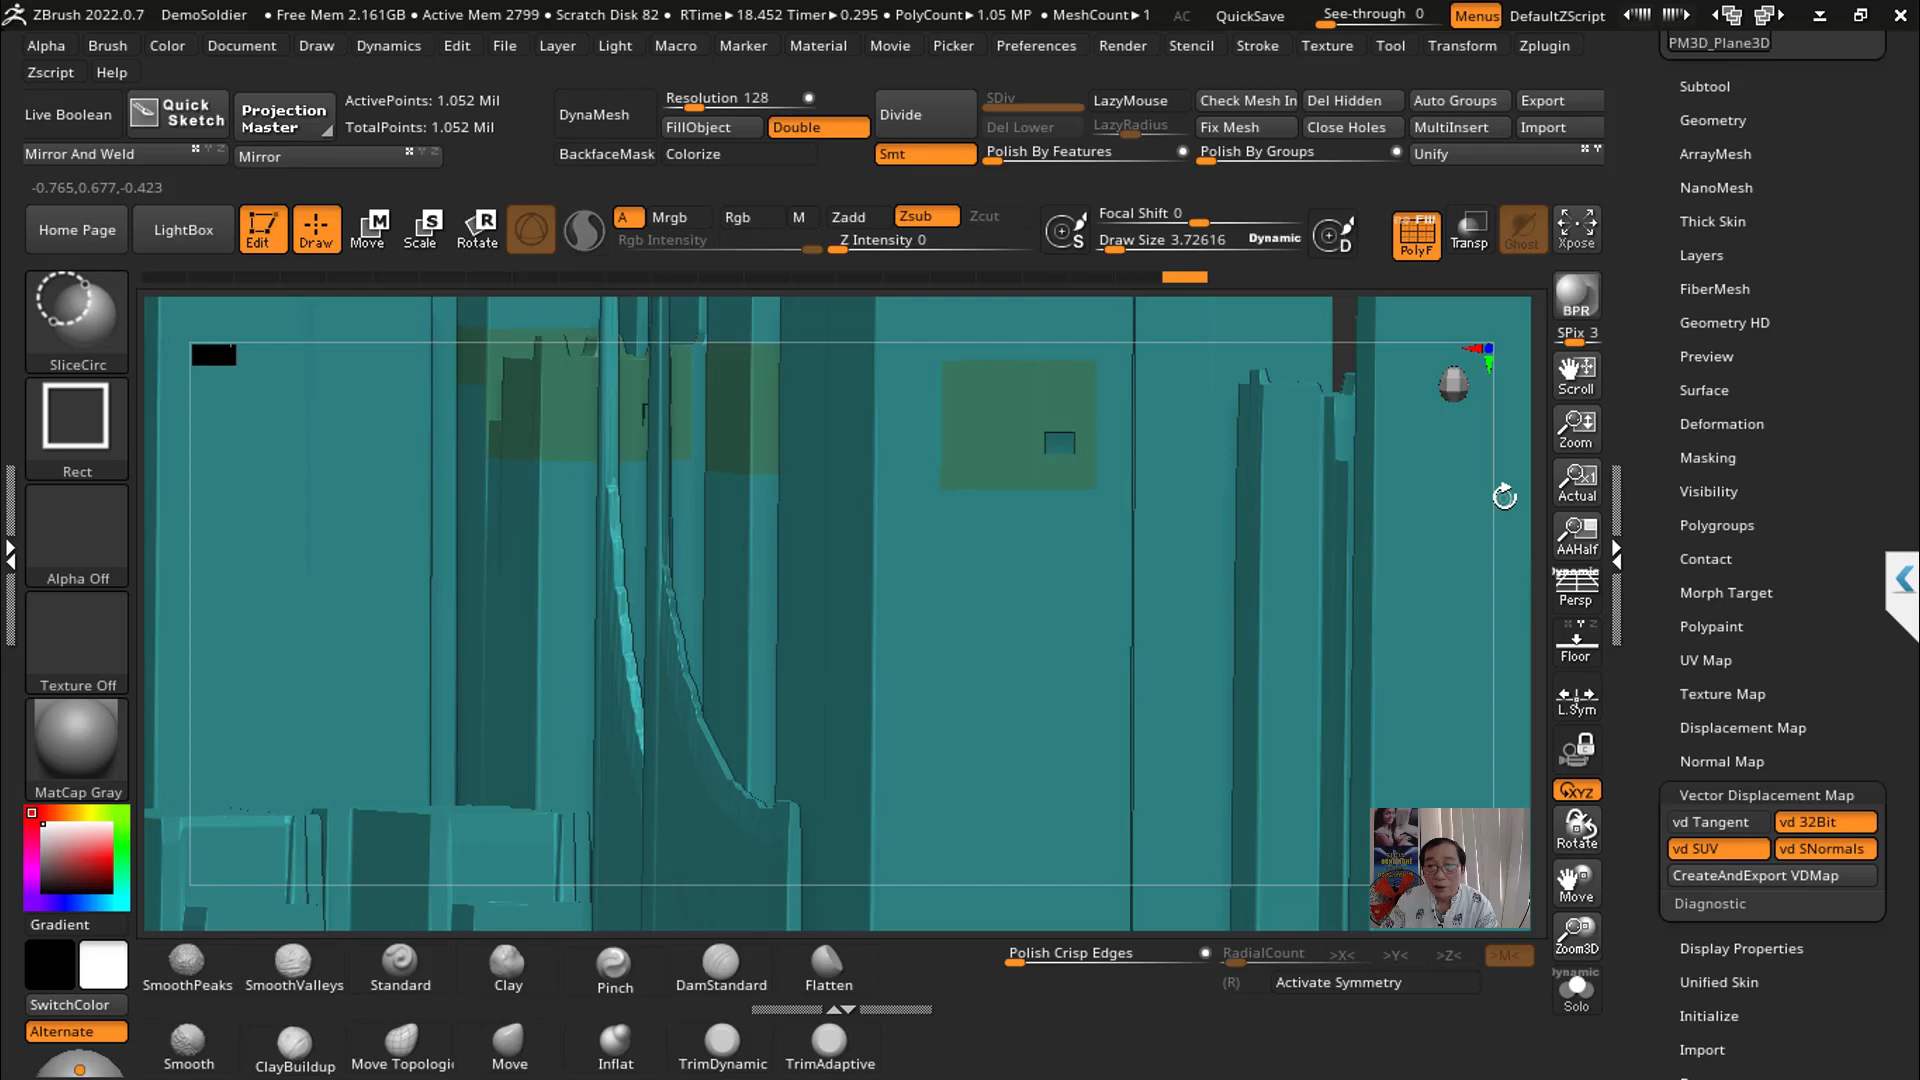 ZBrush 2022.0.7 DemoSoldier • Free Mem 2.161GB • Active Mem 2799 • Scratch Disk 82 • RTime▶18.452 Timer▶0.295 • PolyCount▶1.05 MP • MeshCount▶1 AC QuickSave See-through 0 Menus DefaultZScript
Alpha Brush Color Document Draw Dynamics Edit File Layer Light Macro Marker Material Movie Picker Preferences Render Stencil Stroke Texture Tool Transform Zplugin
Zscript Help
Live Boolean
Quick Sketch
Projection Master
ActivePoints: 1.052 Mil
TotalPoints: 1.052 Mil
DynaMesh
Resolution 128
FillObject Double
BackfaceMask Colorize
Divide
Smt
SDiv
Del Lower
LazyMouse
LazyRadius
Check Mesh In Del Hidden Auto Groups Export
Fix Mesh Close Holes MultiInsert Import
Polish By Features Polish By Groups Unify
Mirror And Weld Mirror
-0.765,0.677,-0.423
Home Page LightBox Edit Draw Move Scale Rotate
A Mrgb Rgb M Zadd Zsub Zcut
Rgb Intensity Z Intensity 0
Focal Shift 0
Draw Size 3.72616 Dynamic
S
D
PolyF Transp Ghost Xpose
SliceCirc
Rect
Alpha Off
Texture Off
MatCap Gray
Gradient
SwitchColor
Alternate
BPR
SPix 3
Scroll
Zoom
Actual
AAHalf
Dynamic
Persp
Floor
L.Sym
XYZ
Rotate
Move
Zoom3D
Dynamic
Solo
PM3D_Plane3D
Subtool
Geometry
ArrayMesh
NanoMesh
Thick Skin
Layers
FiberMesh
Geometry HD
Preview
Surface
Deformation
Masking
Visibility
Polygroups
Contact
Morph Target
Polypaint
UV Map
Texture Map
Displacement Map
Normal Map
Vector Displacement Map
vd Tangent vd 32Bit
vd SUV vd SNormals
CreateAndExport VDMap
Diagnostic
Display Properties
Unified Skin
Initialize
Import
SmoothPeaks SmoothValleys Standard Clay Pinch DamStandard Flatten
Polish Crisp Edges RadialCount >X< >Y< >Z< >M<
(R) Activate Symmetry
Smooth ClayBuildup Move Topologic Move Inflat TrimDynamic TrimAdaptive